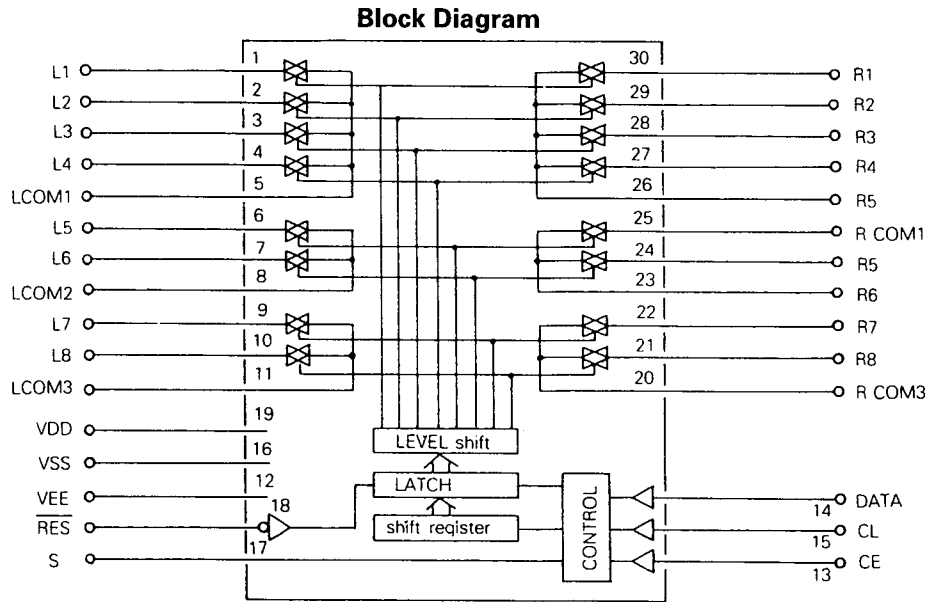 Block Diagram
L1 1 30 R1
L2 2 29 R2
L3 3 28 R3
L4 4 27 R4
LCOM1 5 26 R5
L5 6 25 R COM1
L6 7 24 R5
LCOM2 8 23 R6
L7 9 22 R7
L8 10 21 R8
LCOM3 11 20 R COM3
VDD 19
LEVEL shift
VSS 16
LATCH
VEE 12
DATA 14
RES 18
shift register
CONTROL
CL 15
S 17
CE 13